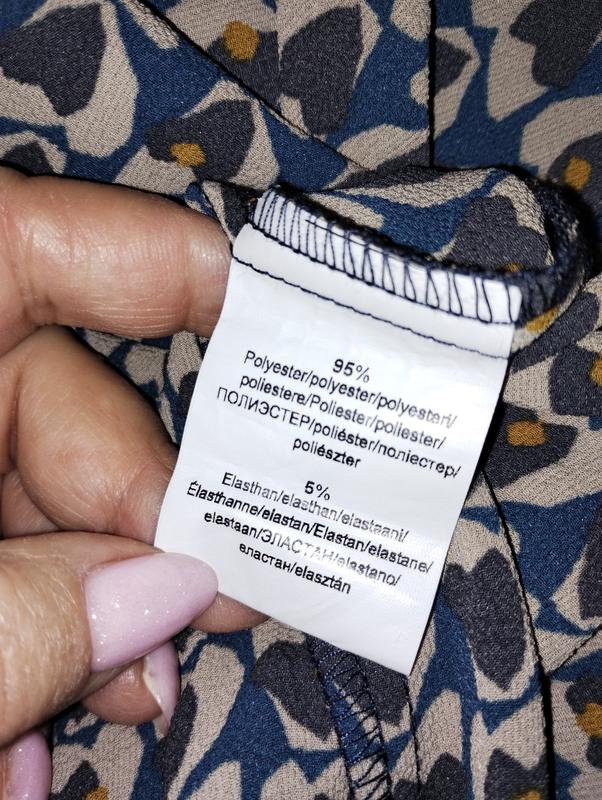 95%
Polyester/polyester/polyesteri/
poliestere/Poliester/poliester/
ПОЛИЭСТЕР/poliéster/поліестер/
poliészter
5%
Elasthan/elasthan/elastaani/
Élasthanne/elastan/Elastan/elastane/
elastaan/ЭЛАСТАН/elastano/
еластан/elasztán